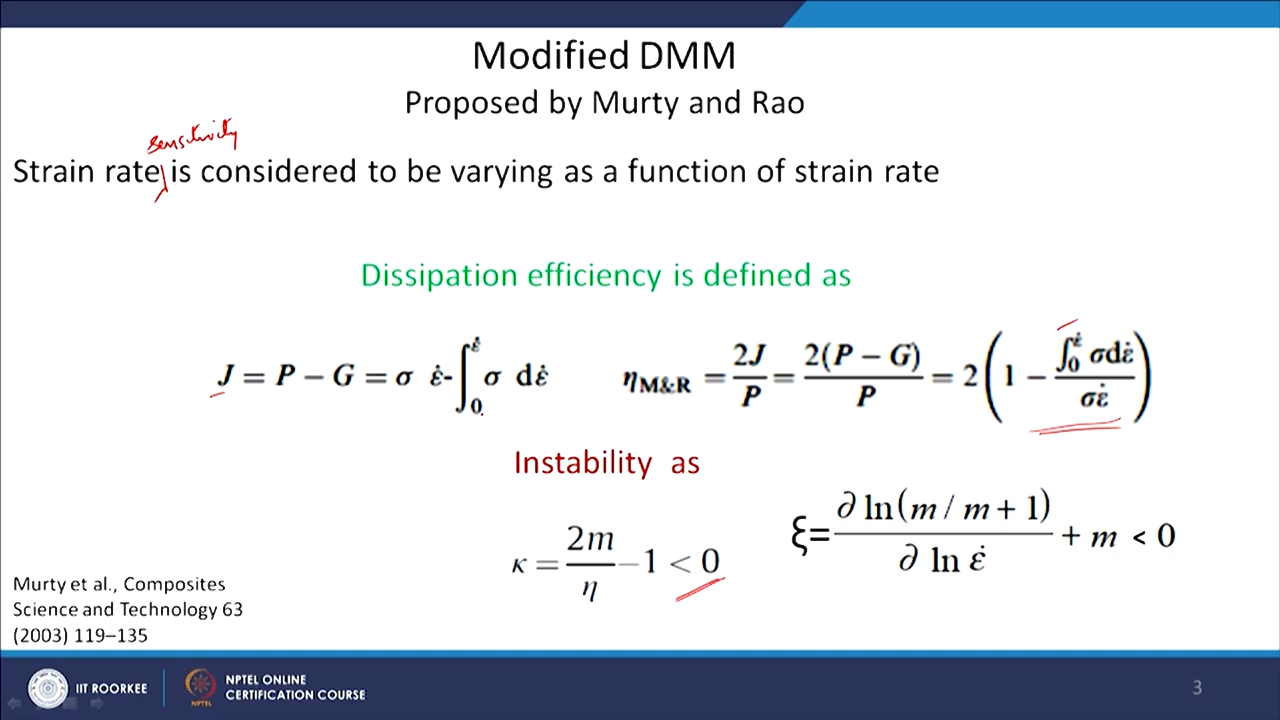 Modified DMM
Proposed by Murty and Rao
sensitivity
Strain rate is considered to be varying as a function of strain rate
Dissipation efficiency is defined as
J = P − G = σ ε̇ - ∫₀^ε̇ σ dε̇
η_M&R = 2J / P = 2(P − G) / P = 2(1 − ∫₀^ε̇ σdε̇ / σε̇)
Instability as
κ = 2m / η − 1 < 0
ξ= ∂ ln(m / m + 1) / ∂ ln ε̇ + m < 0
Murty et al., Composites
Science and Technology 63
(2003) 119–135
IIT ROORKEE
NPTEL
NPTEL ONLINE
CERTIFICATION COURSE
3